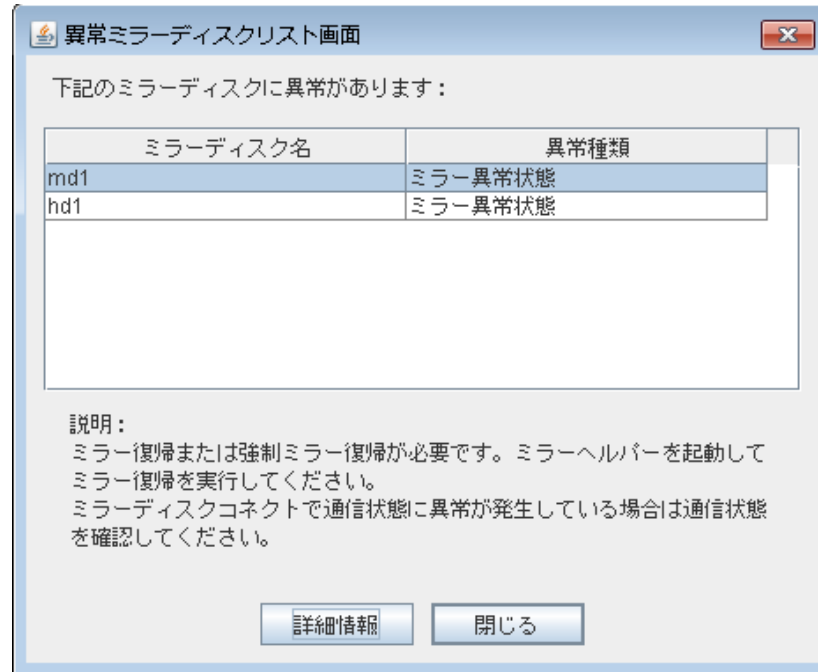 異常ミラーディスクリスト画面
下記のミラーディスクに異常があります：
ミラーディスク名 異常種類
md1 ミラー異常状態
hd1 ミラー異常状態
説明：
ミラー復帰または強制ミラー復帰が必要です。ミラーヘルパーを起動して
ミラー復帰を実行してください。
ミラーディスクコネクトで通信状態に異常が発生している場合は通信状態
を確認してください。
詳細情報 閉じる